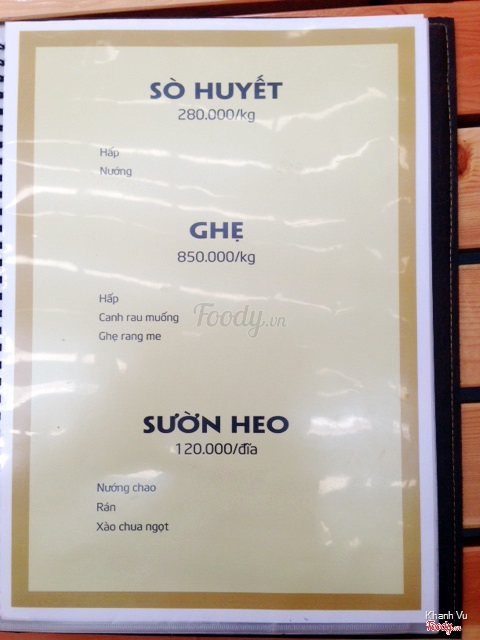 SÒ HUYẾT
280.000/kg
Hấp
Nướng
GHẸ
850.000/kg
Hấp
Canh rau muống
Ghẹ rang me
Foody.vn
SƯỜN HEO
120.000/đĩa
Nướng chao
Rán
Xào chua ngọt
Khanh Vu
Foody.vn